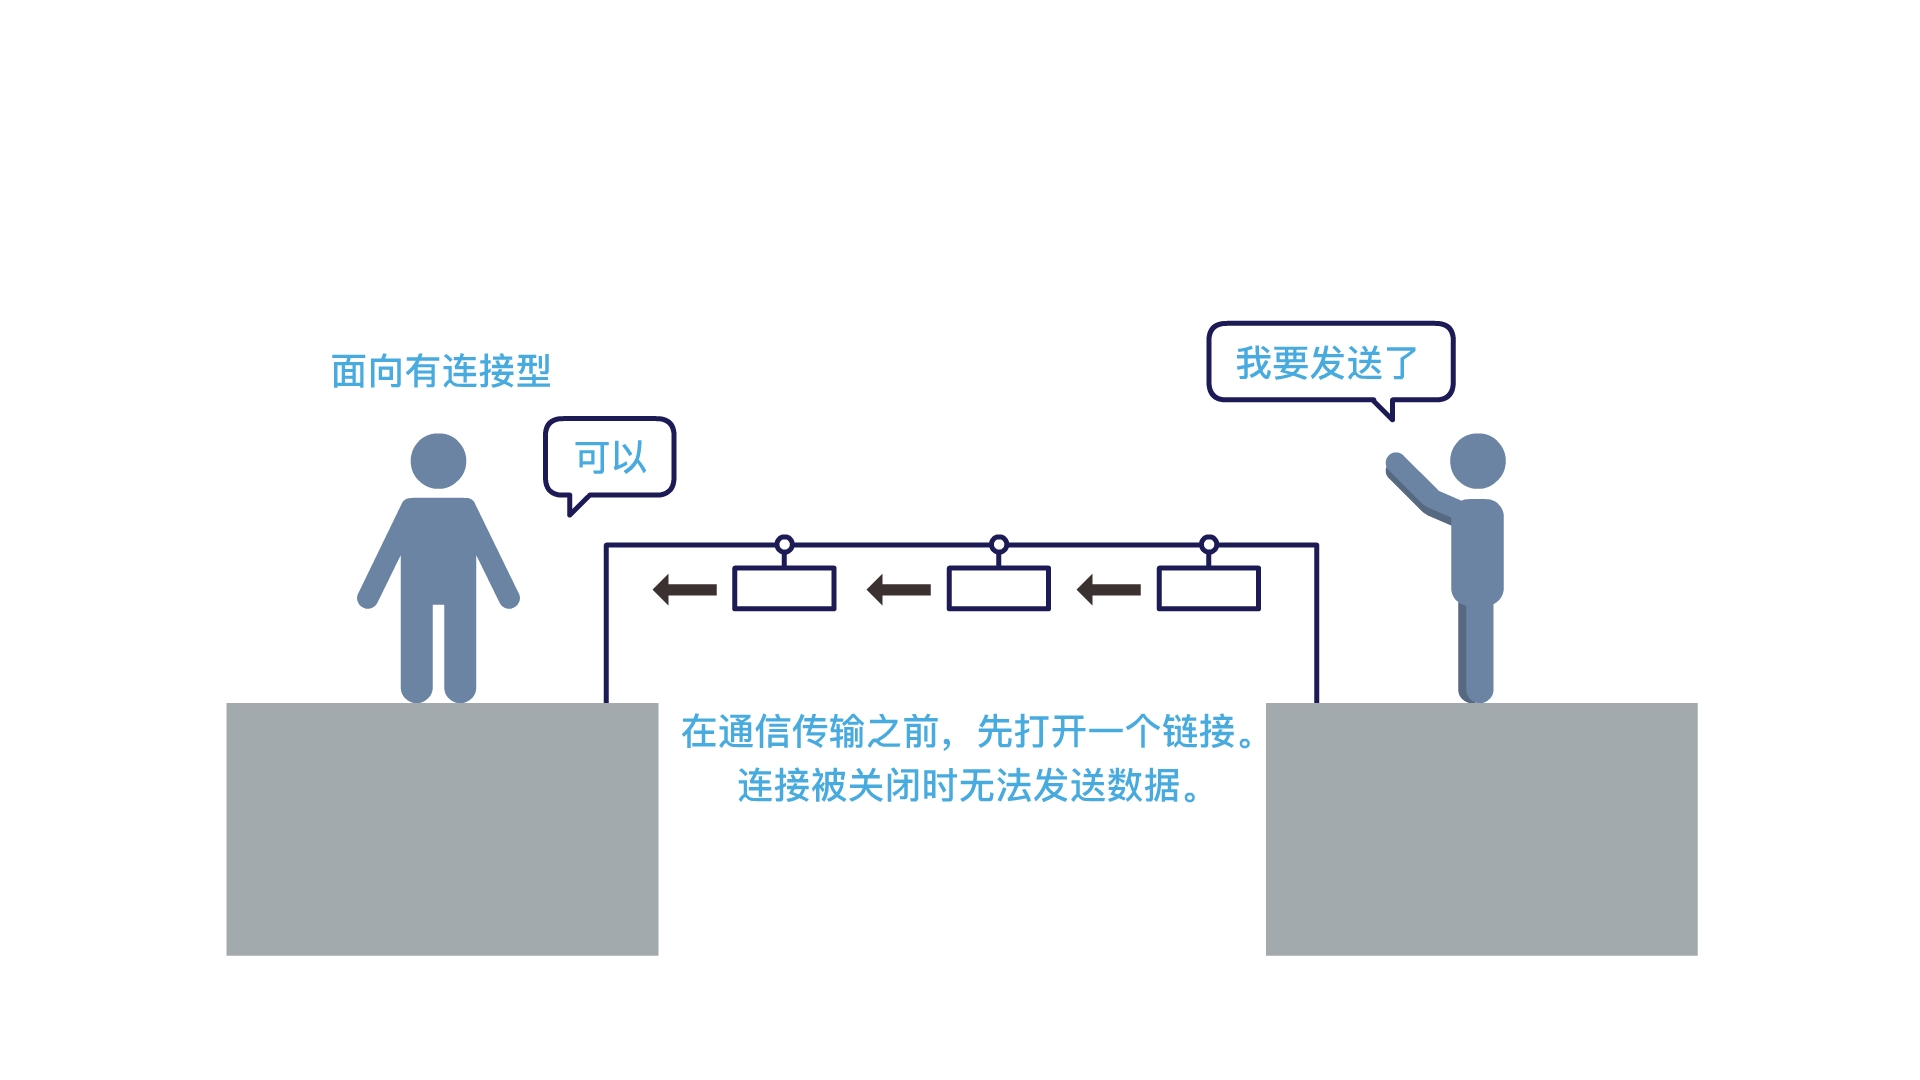 面向有连接型
我要发送了
可以
在通信传输之前，先打开一个链接。
连接被关闭时无法发送数据。